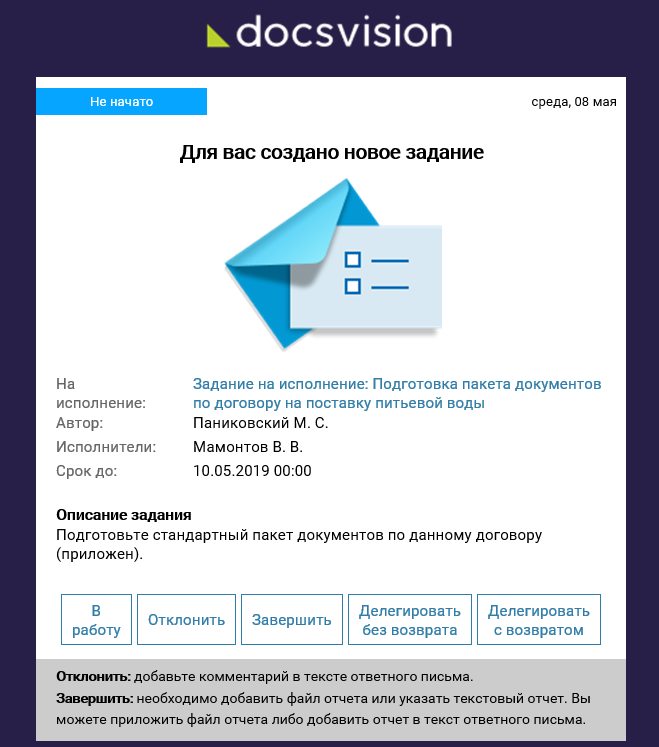 docsvision
Не начато
среда, 08 мая
Для вас создано новое задание
На
исполнение:
Задание на исполнение: Подготовка пакета документов
по договору на поставку питьевой воды
Автор:
Паниковский М. С.
Исполнители:
Мамонтов В. В.
Срок до:
10.05.2019 00:00
Описание задания
Подготовьте стандартный пакет документов по данному договору
(приложен).
В
работу
Отклонить
Завершить
Делегировать
без возврата
Делегировать
с возвратом
Отклонить: добавьте комментарий в тексте ответного письма.
Завершить: необходимо добавить файл отчета или указать текстовый отчет. Вы
можете приложить файл отчета либо добавить отчет в текст ответного письма.